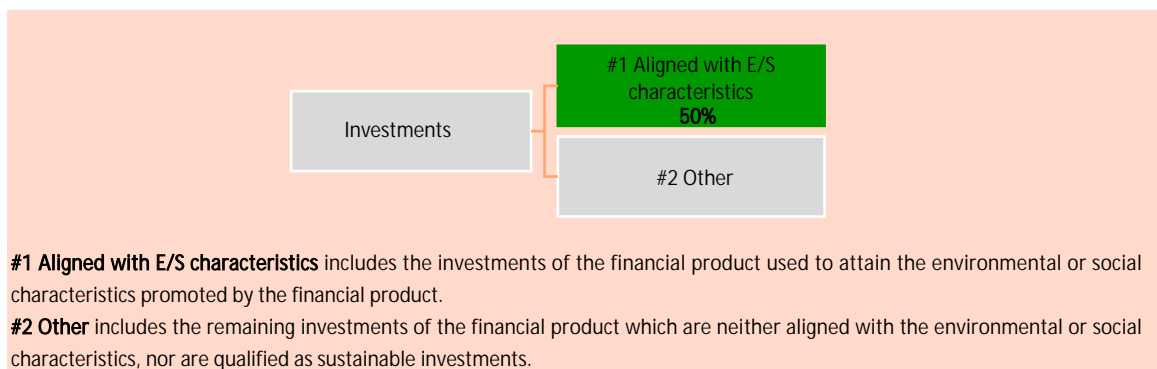 #1 Aligned with E/S
characteristics
50%
Investments
#2 Other
#1 Aligned with E/S characteristics includes the investments of the financial product used to attain the environmental or social
characteristics promoted by the financial product.
#2 Other includes the remaining investments of the financial product which are neither aligned with the environmental or social
characteristics, nor are qualified as sustainable investments.